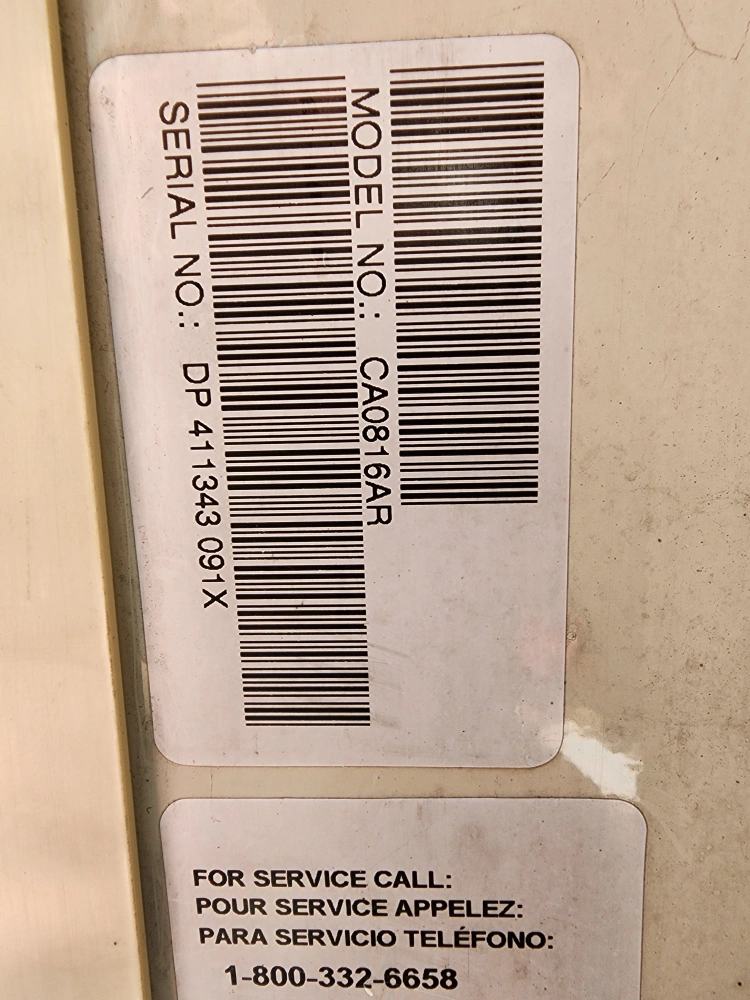 MODEL NO.: CA0816AR
SERIAL NO.: DP 411343 091X
FOR SERVICE CALL:
POUR SERVICE APPELEZ:
PARA SERVICIO TELÉFONO:
1-800-332-6658